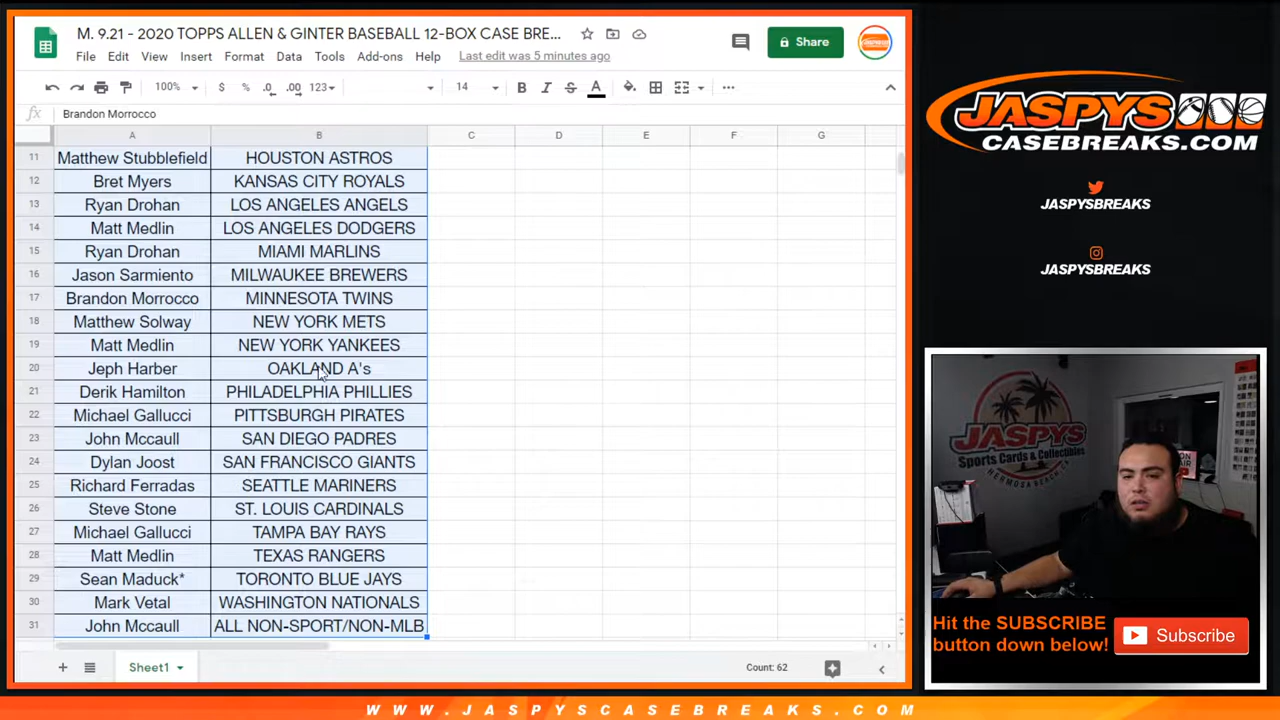 M. 9.21 - 2020 TOPPS ALLEN & GINTER BASEBALL 12-BOX CASE BRE...
File Edit View Insert Format Data Tools Add-ons Help Last edit was 5 minutes ago
Share
100% $ % .0 .00 123 14 B I S A ...
fx Brandon Morrocco
A B C D E F G
11 Matthew Stubblefield HOUSTON ASTROS
12 Bret Myers KANSAS CITY ROYALS
13 Ryan Drohan LOS ANGELES ANGELS
14 Matt Medlin LOS ANGELES DODGERS
15 Ryan Drohan MIAMI MARLINS
16 Jason Sarmiento MILWAUKEE BREWERS
17 Brandon Morrocco MINNESOTA TWINS
18 Matthew Solway NEW YORK METS
19 Matt Medlin NEW YORK YANKEES
20 Jeph Harber OAKLAND A's
21 Derik Hamilton PHILADELPHIA PHILLIES
22 Michael Gallucci PITTSBURGH PIRATES
23 John Mccaull SAN DIEGO PADRES
24 Dylan Joost SAN FRANCISCO GIANTS
25 Richard Ferradas SEATTLE MARINERS
26 Steve Stone ST. LOUIS CARDINALS
27 Michael Gallucci TAMPA BAY RAYS
28 Matt Medlin TEXAS RANGERS
29 Sean Maduck* TORONTO BLUE JAYS
30 Mark Vetal WASHINGTON NATIONALS
31 John Mccaull ALL NON-SPORT/NON-MLB
Sheet1
Count: 62
JASPYS
CASEBREAKS.COM
JASPYSBREAKS
JASPYSBREAKS
JASPYS
Sports Cards & Collectibles
HERMOSA BEACH, CA
ON AIR
Hit the SUBSCRIBE
button down below!
Subscribe
WWW.JASPYSCASEBREAKS.COM